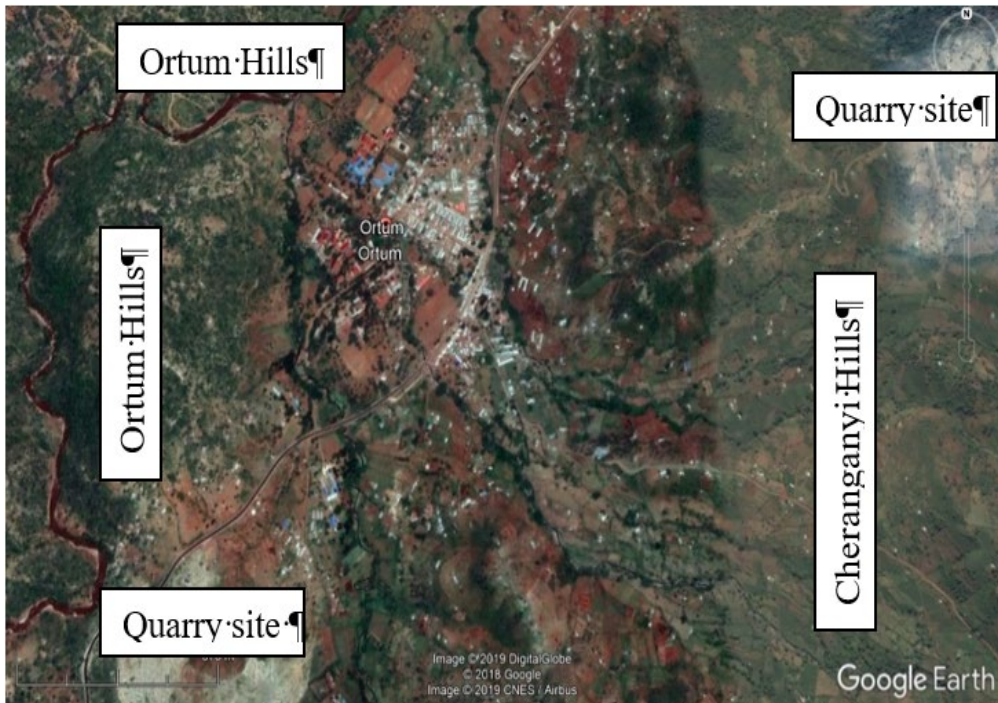 N
Ortum·Hills¶
Quarry·site¶
Ortum
Ortum
Ortum·Hills¶
Cheranganyi·Hills¶
Quarry·site·¶
Image © 2019 DigitalGlobe
© 2018 Google
Image © 2019 CNES / Airbus
Google Earth